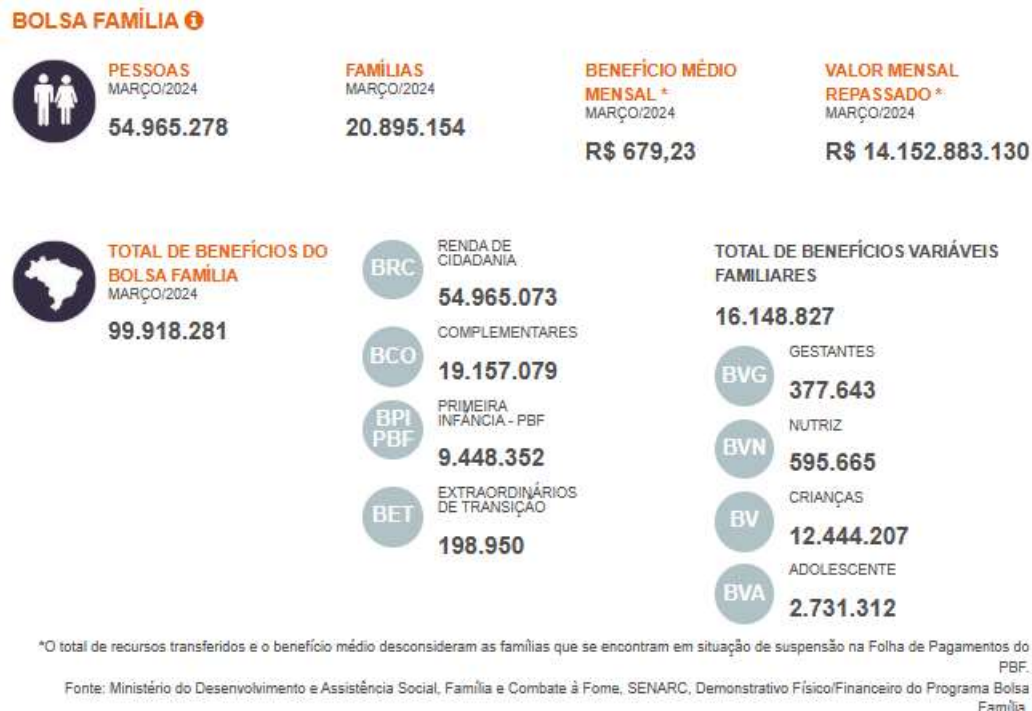 BOLSA FAMÍLIA
PESSOAS
MARÇO/2024
54.965.278
FAMÍLIAS
MARÇO/2024
20.895.154
BENEFÍCIO MÉDIO
MENSAL *
MARÇO/2024
R$ 679,23
VALOR MENSAL
REPASSADO *
MARÇO/2024
R$ 14.152.883.130
TOTAL DE BENEFÍCIOS DO
BOLSA FAMÍLIA
MARÇO/2024
99.918.281
BRC
RENDA DE
CIDADANIA
54.965.073
BCO
COMPLEMENTARES
19.157.079
BPI
PBF
PRIMEIRA
INFÂNCIA - PBF
9.448.352
BET
EXTRAORDINÁRIOS
DE TRANSIÇÃO
198.950
TOTAL DE BENEFÍCIOS VARIÁVEIS
FAMILIARES
16.148.827
BVG
GESTANTES
377.643
BVN
NUTRIZ
595.665
BV
CRIANÇAS
12.444.207
BVA
ADOLESCENTE
2.731.312
*O total de recursos transferidos e o benefício médio desconsideram as famílias que se encontram em situação de suspensão na Folha de Pagamentos do
PBF.
Fonte: Ministério do Desenvolvimento e Assistência Social, Família e Combate à Fome, SENARC, Demonstrativo Físico/Financeiro do Programa Bolsa
Família.